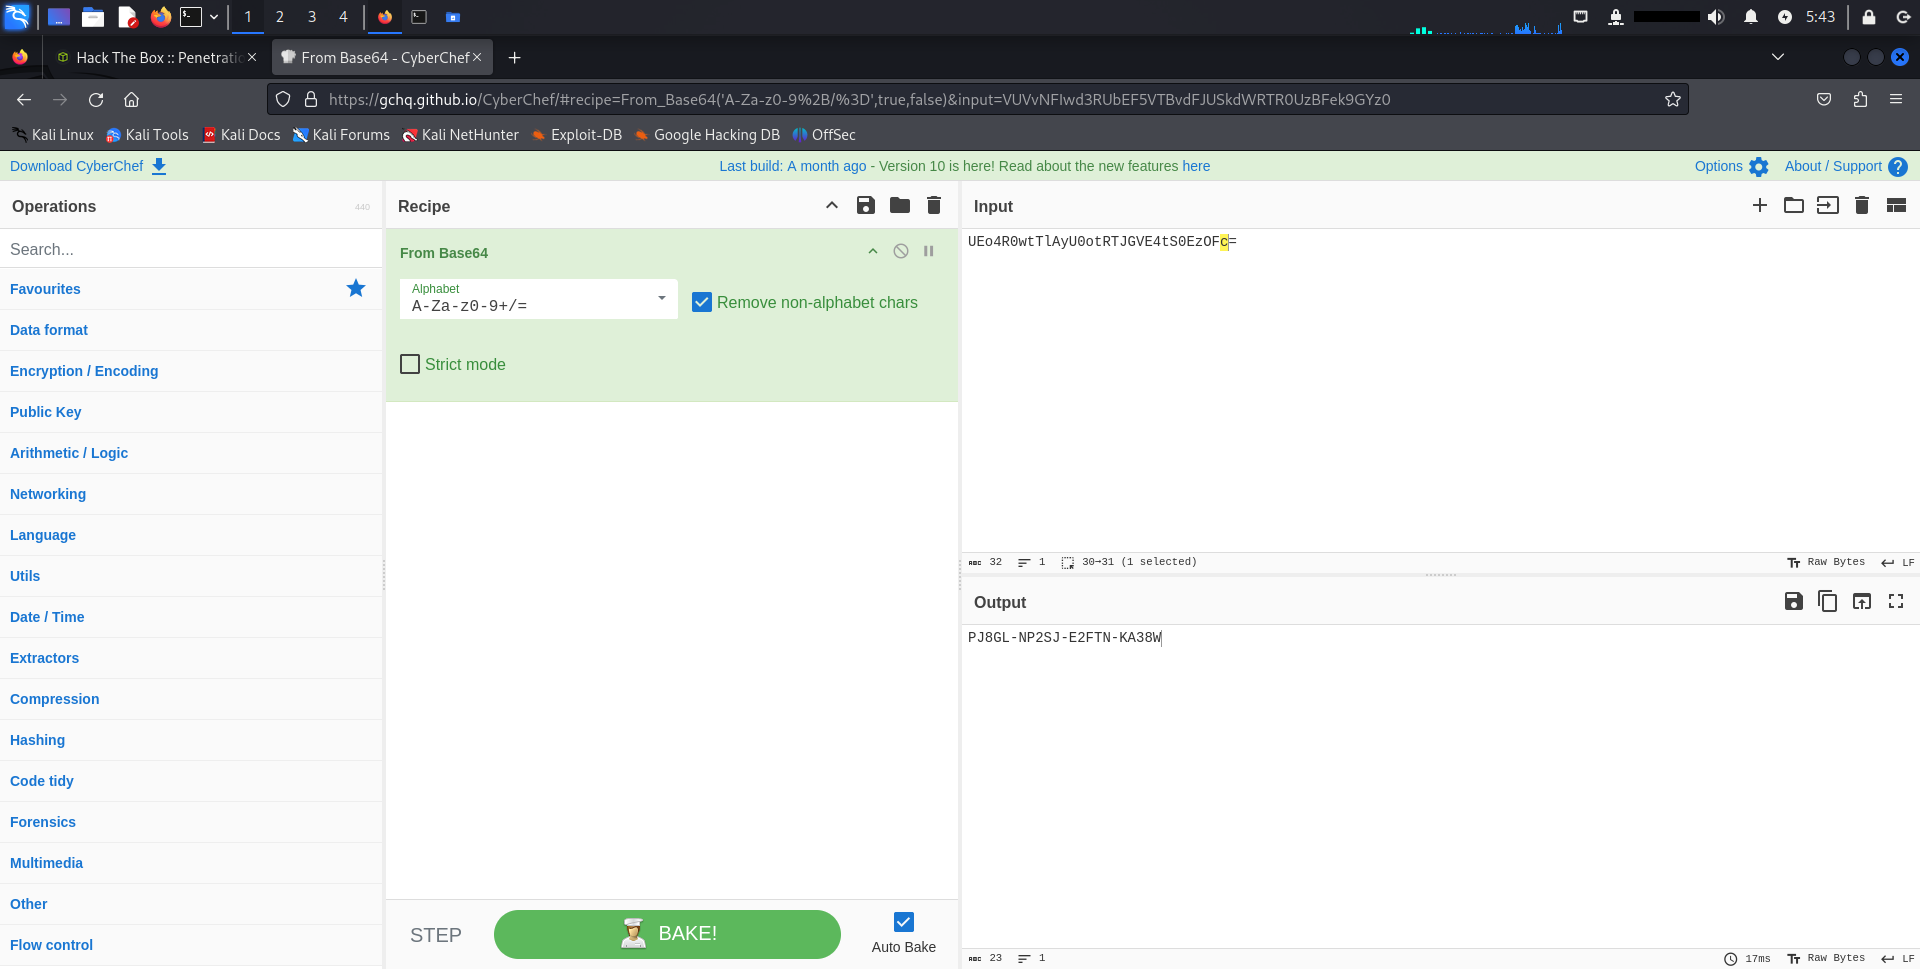 1 2 3 4 5:43
Hack The Box :: Penetratio
From Base64 - CyberChef
https://gchq.github.io/CyberChef/#recipe=From_Base64('A-Za-z0-9%2B/%3D',true,false)&input=VUVvNFIwd3RUbEF5VTBvdFJUSkdWRTR0UzBFek9GYz0
Kali Linux Kali Tools Kali Docs Kali Forums Kali NetHunter Exploit-DB Google Hacking DB OffSec
Download CyberChef
Last build: A month ago - Version 10 is here! Read about the new features here
Options About / Support
Operations 440
Search...
Favourites
Data format
Encryption / Encoding
Public Key
Arithmetic / Logic
Networking
Language
Utils
Date / Time
Extractors
Compression
Hashing
Code tidy
Forensics
Multimedia
Other
Flow control
Recipe
From Base64
Alphabet
A-Za-z0-9+/=
Remove non-alphabet chars
Strict mode
STEP BAKE! Auto Bake
Input
UEo4R0wtTlAyU0otRTJGVE4tS0EzOFc=
ABC 32 1 30→31 (1 selected) Raw Bytes LF
Output
PJ8GL-NP2SJ-E2FTN-KA38W
ABC 23 1 17ms Raw Bytes LF